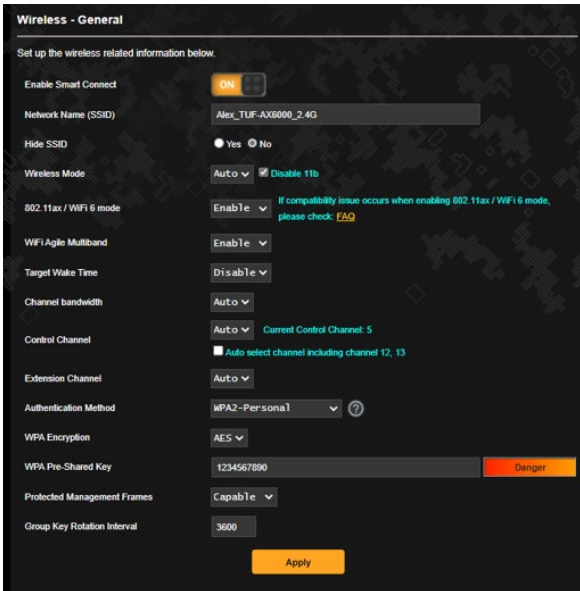 Wireless - General
Set up the wireless related information below.
Enable Smart Connect ON
Network Name (SSID) Alex_TUF-AX6000_2.4G
Hide SSID Yes No
Wireless Mode Auto Disable 11b
802.11ax / WiFi 6 mode Enable If compatibility issue occurs when enabling 802.11ax / WiFi 6 mode,
please check: FAQ
WiFi Agile Multiband Enable
Target Wake Time Disable
Channel bandwidth Auto
Control Channel Auto Current Control Channel: 5
Auto select channel including channel 12, 13
Extension Channel Auto
Authentication Method WPA2-Personal ?
WPA Encryption AES
WPA Pre-Shared Key 1234567890 Danger
Protected Management Frames Capable
Group Key Rotation Interval 3600
Apply